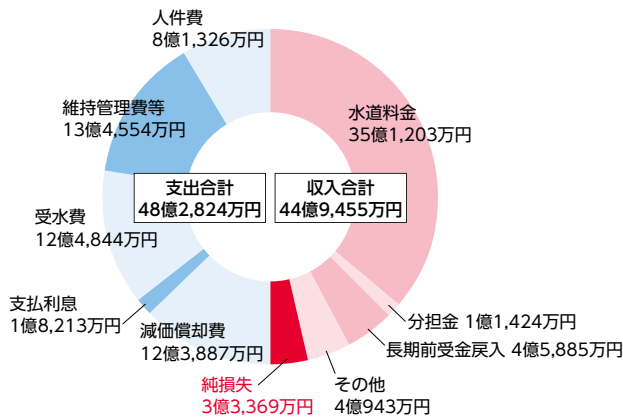 人件費
8億1,326万円
維持管理費等
13億4,554万円
受水費
12億4,844万円
支払利息
1億8,213万円
減価償却費
12億3,887万円
支出合計
48億2,824万円
収入合計
44億9,455万円
水道料金
35億1,203万円
分担金 1億1,424万円
長期前受金戻入 4億5,885万円
その他
4億943万円
純損失
3億3,369万円